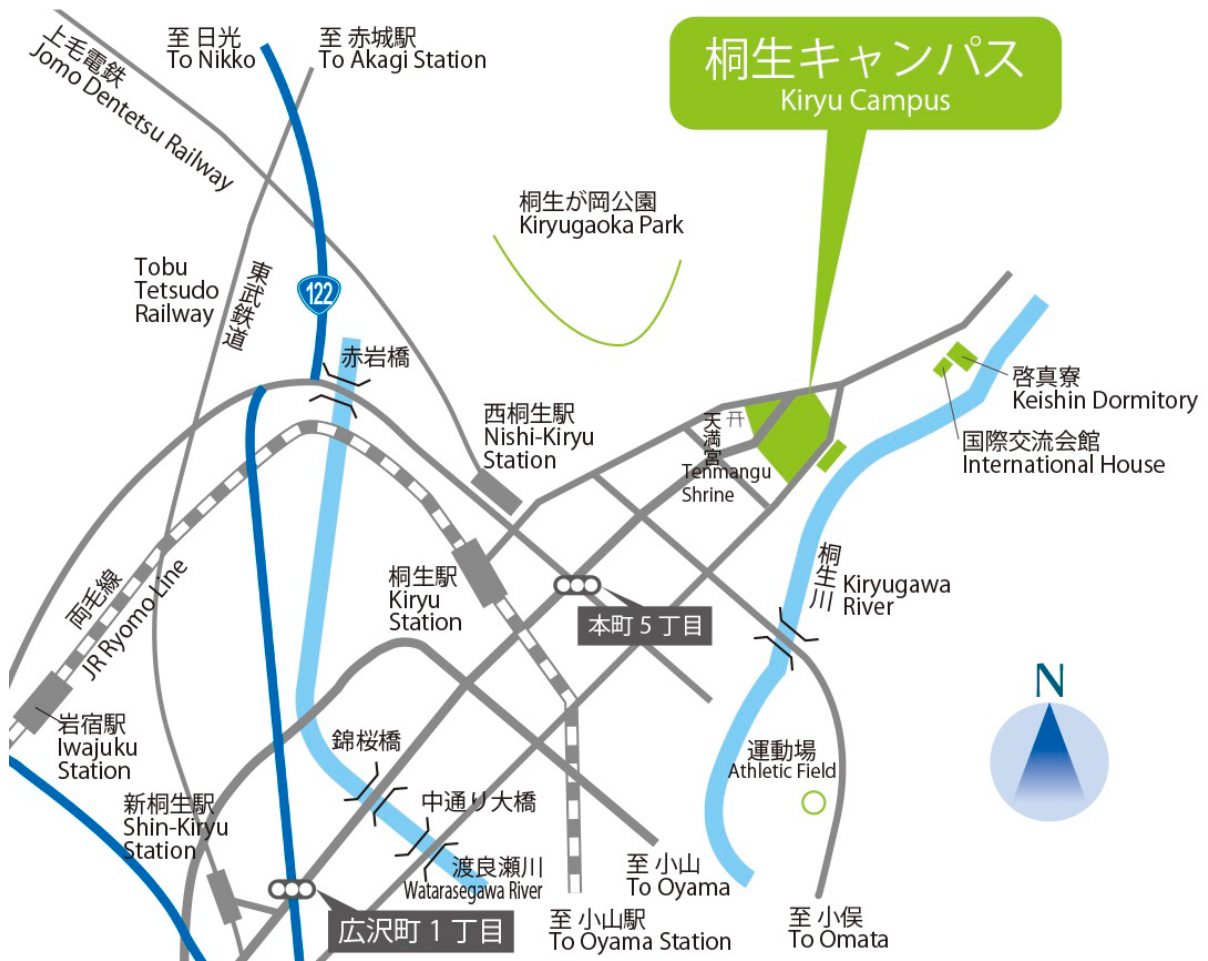 至 日光
To Nikko
至 赤城駅
To Akagi Station
上毛電鉄
Jomo Dentetsu Railway
桐生キャンパス
Kiryu Campus
桐生が岡公園
Kiryugaoka Park
Tobu
Tetsudo
Railway
東武鉄道
122
赤岩橋
西桐生駅
Nishi-Kiryu
Station
天満宮
Tenmangu
Shrine
啓真寮
Keishin Dormitory
国際交流会館
International House
両毛線
JR Ryomo Line
桐生駅
Kiryu
Station
本町 5 丁目
桐生川
Kiryugawa
River
N
岩宿駅
Iwajuku
Station
錦桜橋
運動場
Athletic Field
新桐生駅
Shin-Kiryu
Station
中通り大橋
渡良瀬川
Watarasegawa River
至 小山
To Oyama
広沢町 1 丁目
至 小山駅
To Oyama Station
至 小俣
To Omata